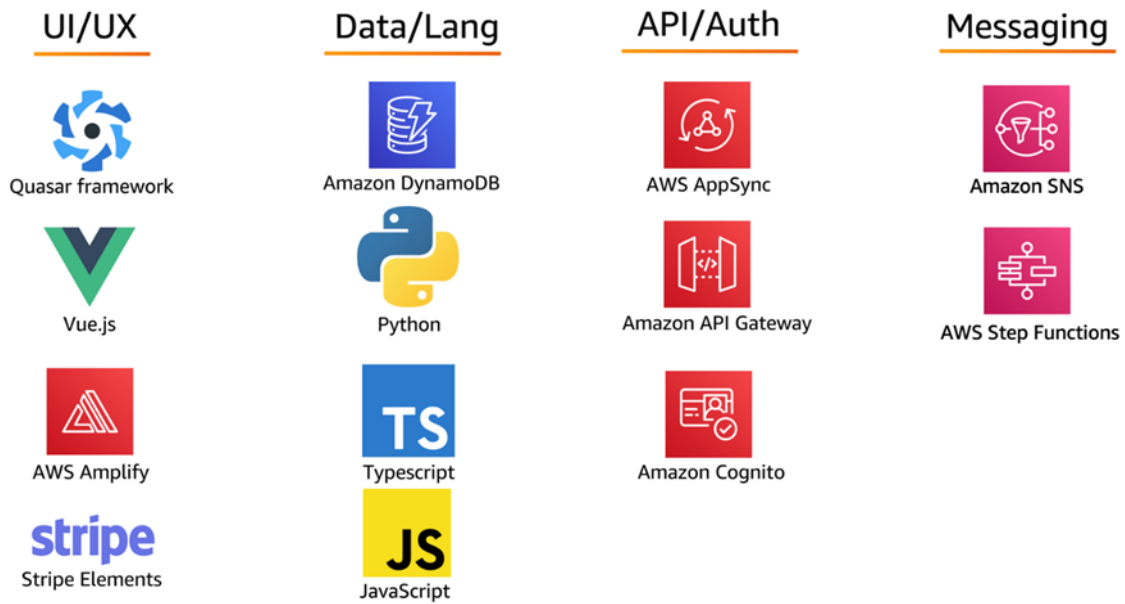 UI/UX
Data/Lang
API/Auth
Messaging
Quasar framework
Amazon DynamoDB
AWS AppSync
Amazon SNS
Vue.js
Python
</>
Amazon API Gateway
AWS Step Functions
TS
AWS Amplify
Typescript
Amazon Cognito
stripe
Stripe Elements
JS
JavaScript